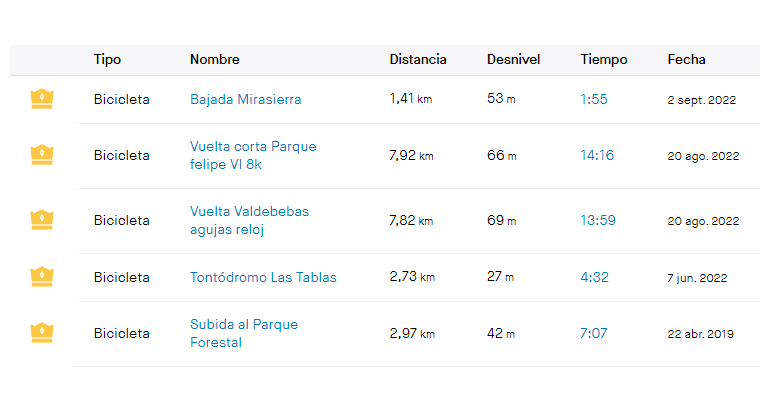 Tipo Nombre Distancia Desnivel Tiempo Fecha
Bicicleta Bajada Mirasierra 1,41 km 53 m 1:55 2 sept. 2022
Bicicleta Vuelta corta Parque felipe VI 8k 7,92 km 66 m 14:16 20 ago. 2022
Bicicleta Vuelta Valdebebas agujas reloj 7,82 km 69 m 13:59 20 ago. 2022
Bicicleta Tontódromo Las Tablas 2,73 km 27 m 4:32 7 jun. 2022
Bicicleta Subida al Parque Forestal 2,97 km 42 m 7:07 22 abr. 2019